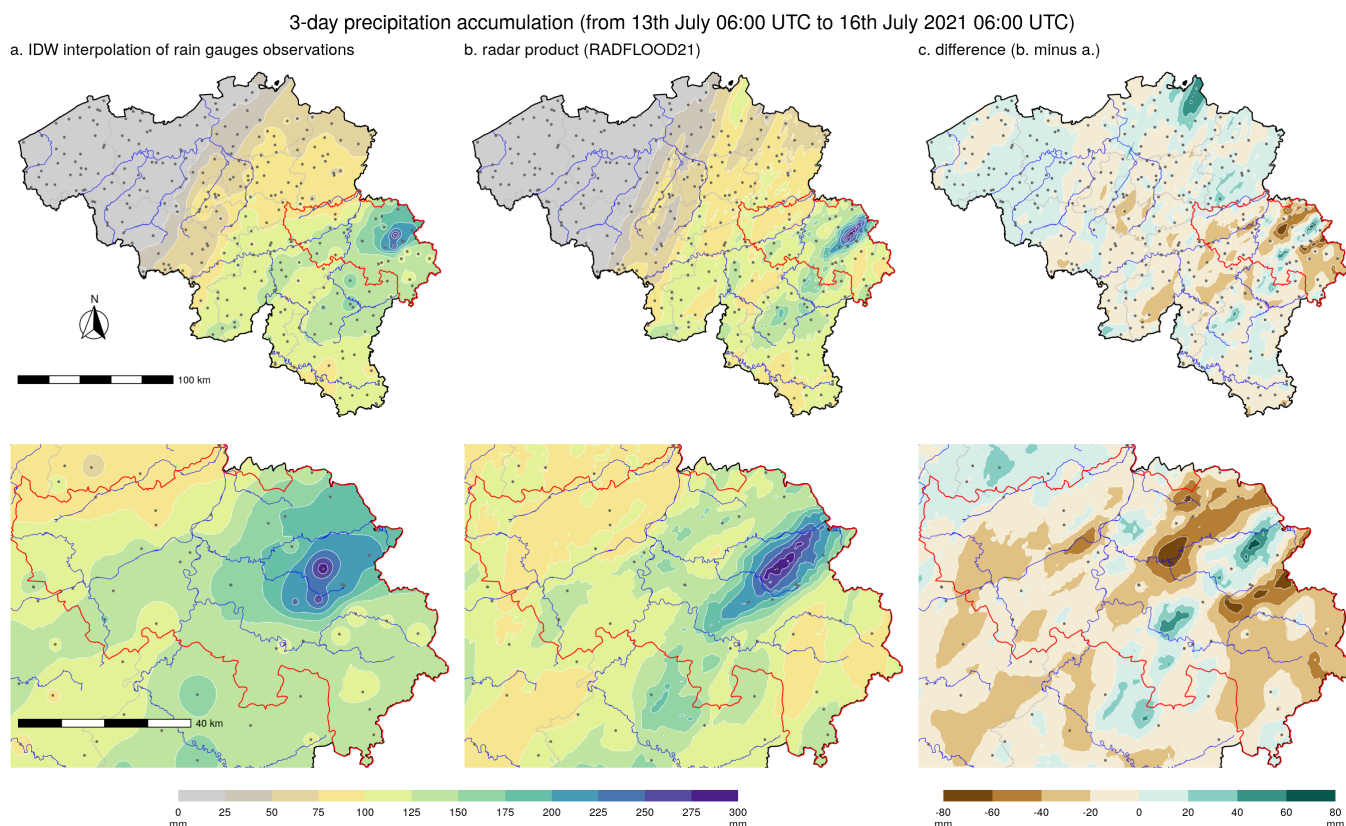 3-day precipitation accumulation (from 13th July 06:00 UTC to 16th July 2021 06:00 UTC)
a. IDW interpolation of rain gauges observations
b. radar product (RADFLOOD21)
c. difference (b. minus a.)
N
100 km
40 km
0 25 50 75 100 125 150 175 200 225 250 275 300
mm mm
-80 -60 -40 -20 0 20 40 60 80
mm mm